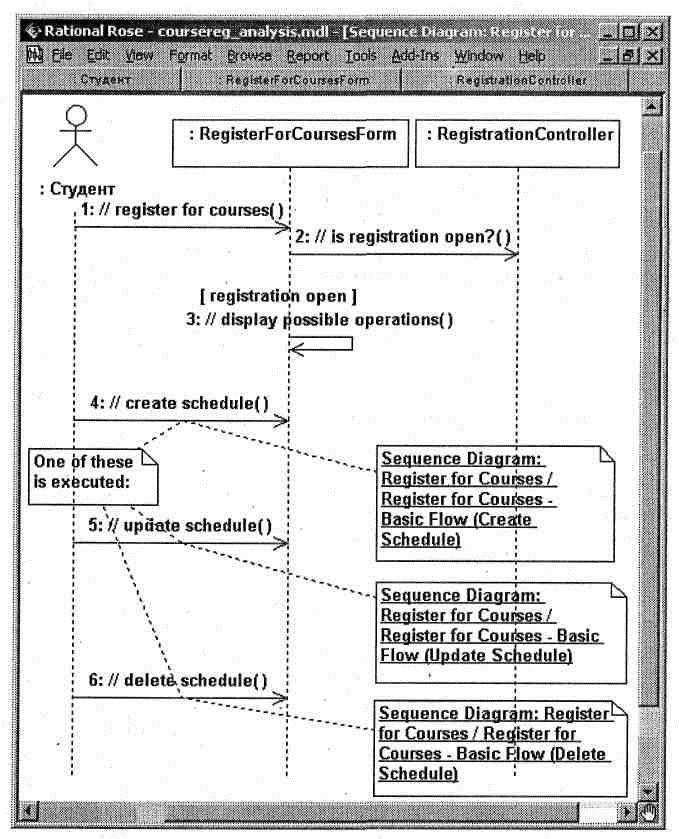 Rational Rose - coursereg_analysis.mdl - [Sequence Diagram: Register for ...
File Edit View Format Browse Report Tools Add-Ins Window Help
: Студент
: RegisterForCoursesForm
: RegistrationController
: RegisterForCoursesForm
: RegistrationController
: Студент
1: // register for courses( )
2: // is registration open?( )
[ registration open ]
3: // display possible operations( )
4: // create schedule( )
One of these
is executed:
Sequence Diagram:
Register for Courses /
Register for Courses -
Basic Flow (Create
Schedule)
5: // update schedule( )
Sequence Diagram:
Register for Courses /
Register for Courses - Basic
Flow (Update Schedule)
6: // delete schedule( )
Sequence Diagram: Register
for Courses / Register for
Courses - Basic Flow (Delete
Schedule)